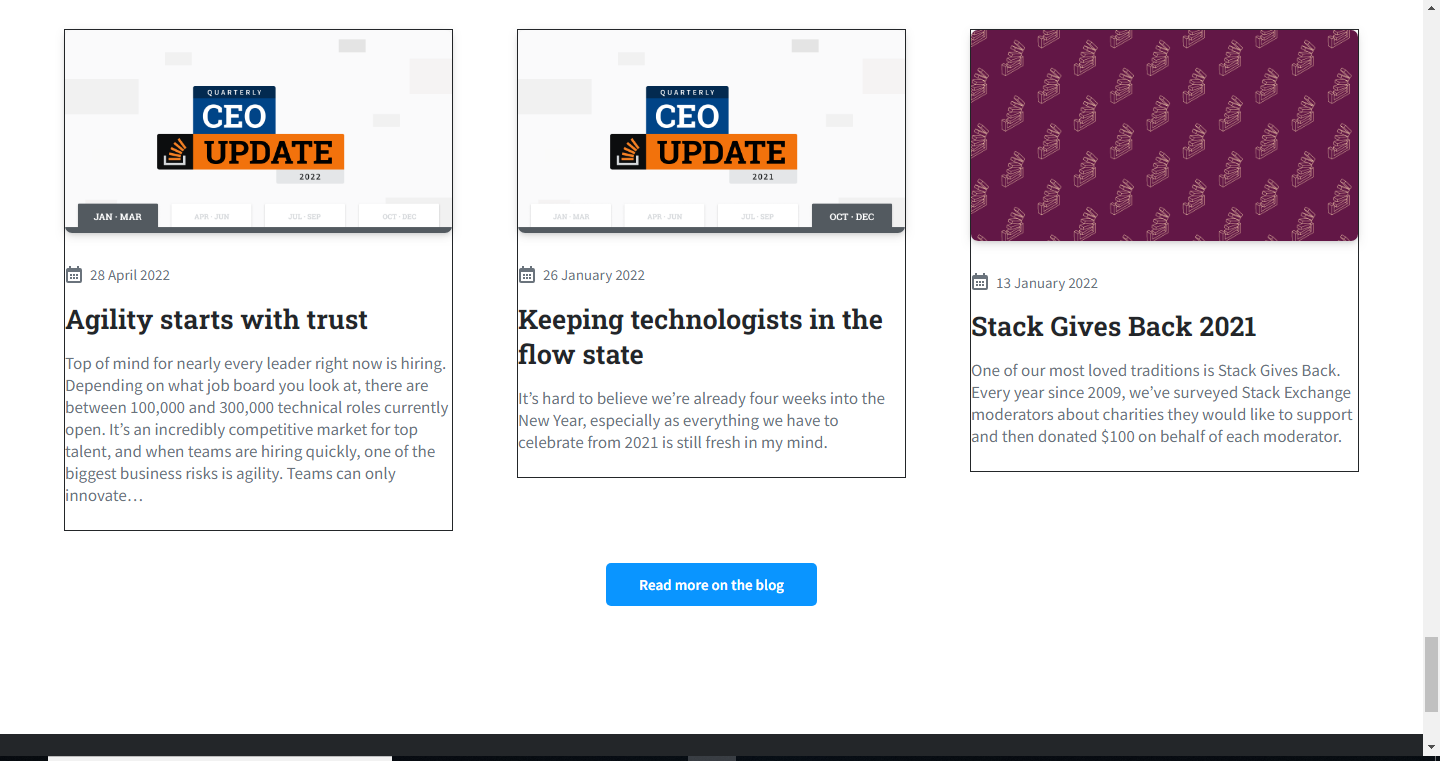 QUARTERLY
CEO
UPDATE
2022
JAN · MAR
APR · JUN
JUL · SEP
OCT · DEC
28 April 2022
Agility starts with trust
Top of mind for nearly every leader right now is hiring.
Depending on what job board you look at, there are
between 100,000 and 300,000 technical roles currently
open. It’s an incredibly competitive market for top
talent, and when teams are hiring quickly, one of the
biggest business risks is agility. Teams can only
innovate…
QUARTERLY
CEO
UPDATE
2021
JAN · MAR
APR · JUN
JUL · SEP
OCT · DEC
26 January 2022
Keeping technologists in the
flow state
It’s hard to believe we’re already four weeks into the
New Year, especially as everything we have to
celebrate from 2021 is still fresh in my mind.
13 January 2022
Stack Gives Back 2021
One of our most loved traditions is Stack Gives Back.
Every year since 2009, we’ve surveyed Stack Exchange
moderators about charities they would like to support
and then donated $100 on behalf of each moderator.
Read more on the blog